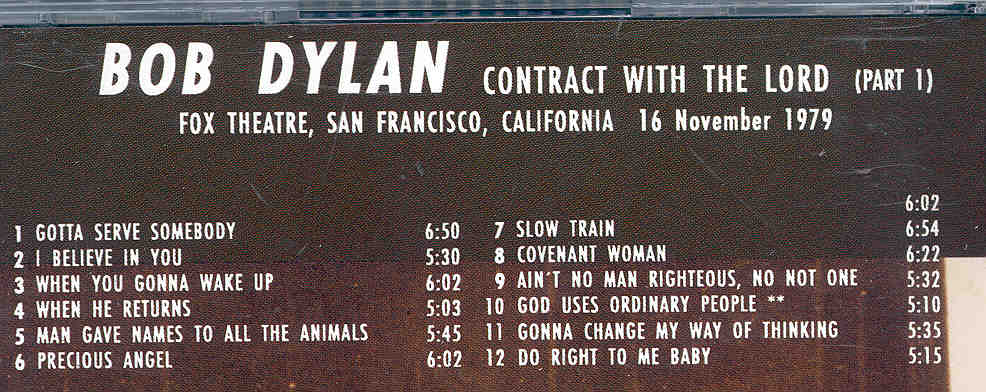 BOB DYLAN CONTRACT WITH THE LORD (PART 1)
FOX THEATRE, SAN FRANCISCO, CALIFORNIA 16 November 1979
1 GOTTA SERVE SOMEBODY 6:50
2 I BELIEVE IN YOU 5:30
3 WHEN YOU GONNA WAKE UP 6:02
4 WHEN HE RETURNS 5:03
5 MAN GAVE NAMES TO ALL THE ANIMALS 5:45
6 PRECIOUS ANGEL 6:02
6:02
7 SLOW TRAIN 6:54
8 COVENANT WOMAN 6:22
9 AIN´T NO MAN RIGHTEOUS, NO NOT ONE 5:32
10 GOD USES ORDINARY PEOPLE ** 5:10
11 GONNA CHANGE MY WAY OF THINKING 5:35
12 DO RIGHT TO ME BABY 5:15